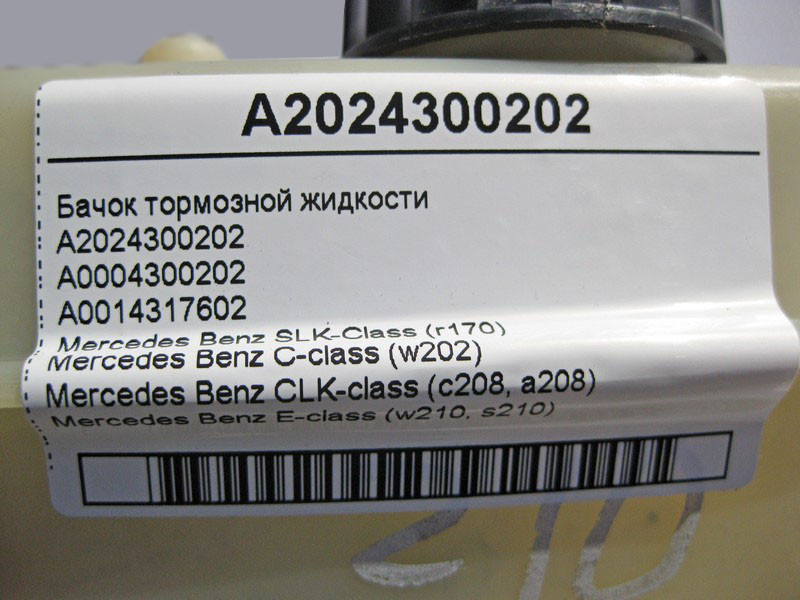 A2024300202
Бачок тормозной жидкости
A2024300202
A0004300202
A0014317602
Mercedes Benz SLK-Class (r170)
Mercedes Benz C-class (w202)
Mercedes Benz CLK-class (c208, a208)
Mercedes Benz E-class (w210, s210)
210